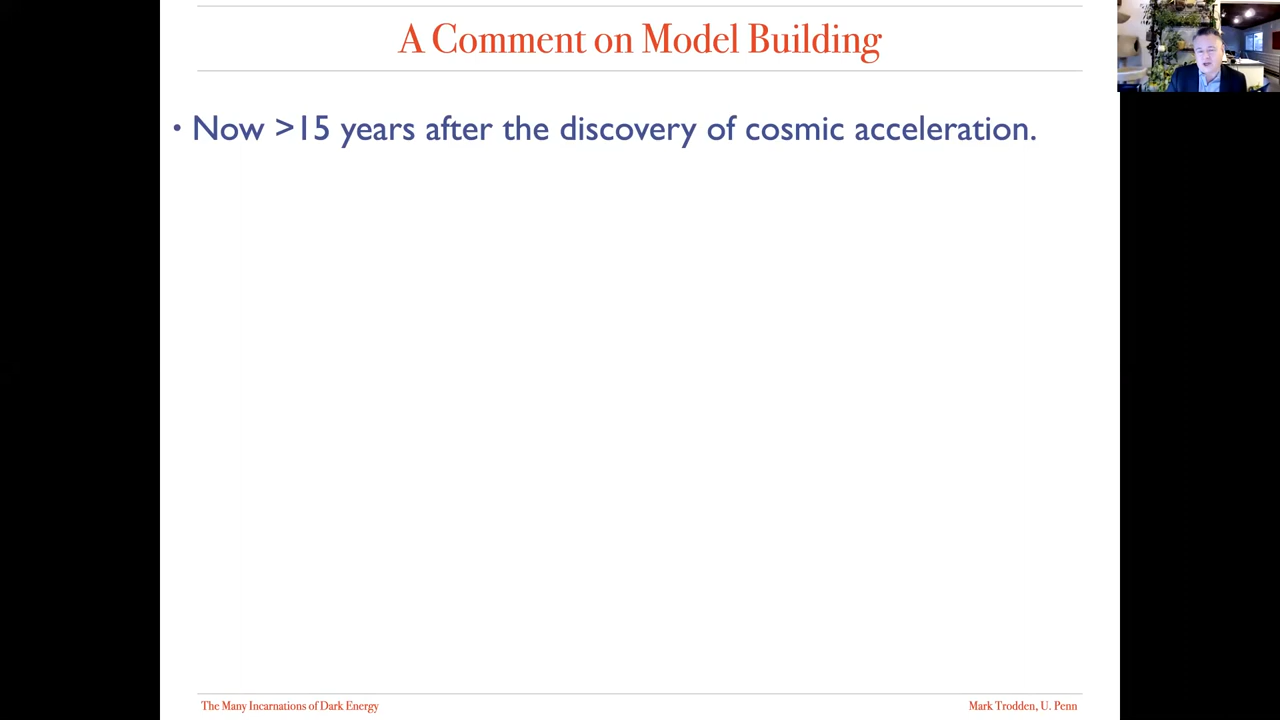 A Comment on Model Building
• Now >15 years after the discovery of cosmic acceleration.
The Many Incarnations of Dark Energy
Mark Trodden, U. Penn